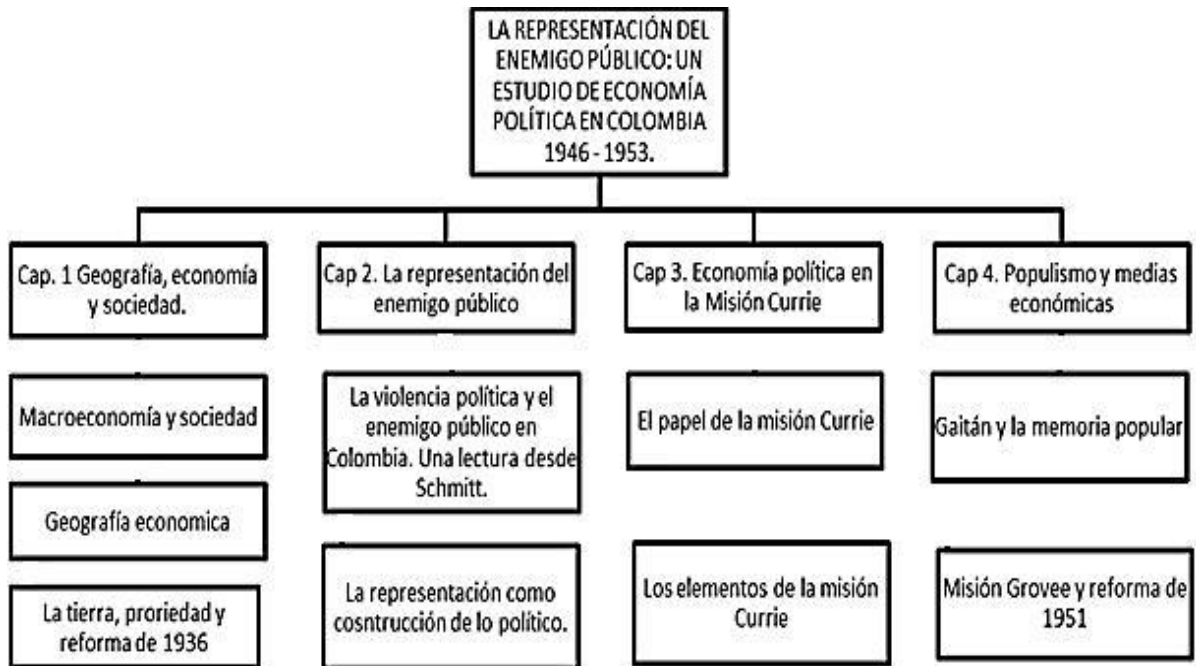 LA REPRESENTACIÓN DEL
ENEMIGO PÚBLICO: UN
ESTUDIO DE ECONOMÍA
POLÍTICA EN COLOMBIA
1946 - 1953.
Cap. 1 Geografía, economía
y sociedad.
Cap 2. La representación del
enemigo público
Cap 3. Economía política en
la Misión Currie
Cap 4. Populismo y medias
económicas
Macroeconomía y sociedad
La violencia política y el
enemigo público en
Colombia. Una lectura desde
Schmitt.
El papel de la misión Currie
Gaitán y la memoria popular
Geografía economica
La tierra, proriedad y
reforma de 1936
La representación como
cosntrucción de lo político.
Los elementos de la misión
Currie
Misión Grovee y reforma de
1951